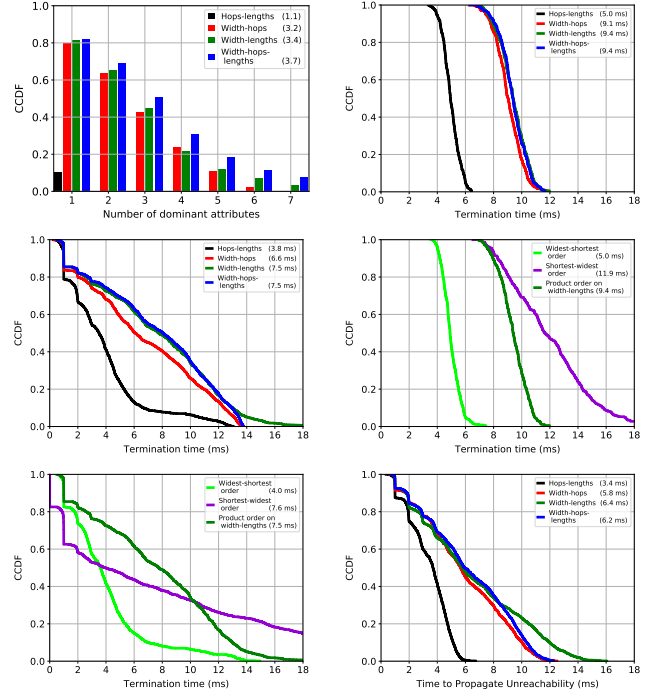 Hops-lengths (1.1)
Width-hops (3.2)
Width-lengths (3.4)
Width-hops-
lengths (3.7)
CCDF
1.0
0.8
0.6
0.4
0.2
0.0
1 2 3 4 5 6 7
Number of dominant attributes
Hops-lengths (5.0 ms)
Width-hops (9.1 ms)
Width-lengths (9.4 ms)
Width-hops-
lengths (9.4 ms)
CCDF
1.0
0.8
0.6
0.4
0.2
0.0
0 2 4 6 8 10 12 14 16 18
Termination time (ms)
Hops-lengths (3.8 ms)
Width-hops (6.6 ms)
Width-lengths (7.5 ms)
Width-hops-
lengths (7.5 ms)
CCDF
1.0
0.8
0.6
0.4
0.2
0.0
0 2 4 6 8 10 12 14 16 18
Termination time (ms)
Widest-shortest
order (5.0 ms)
Shortest-widest
order (11.9 ms)
Product order on
width-lengths (9.4 ms)
CCDF
1.0
0.8
0.6
0.4
0.2
0.0
0 2 4 6 8 10 12 14 16 18
Termination time (ms)
Widest-shortest
order (4.0 ms)
Shortest-widest
order (7.6 ms)
Product order on
width-lengths (7.5 ms)
CCDF
1.0
0.8
0.6
0.4
0.2
0.0
0 2 4 6 8 10 12 14 16 18
Termination time (ms)
Hops-lengths (3.4 ms)
Width-hops (5.8 ms)
Width-lengths (6.4 ms)
Width-hops-
lengths (6.2 ms)
CCDF
1.0
0.8
0.6
0.4
0.2
0.0
0 2 4 6 8 10 12 14 16 18
Time to Propagate Unreachability (ms)